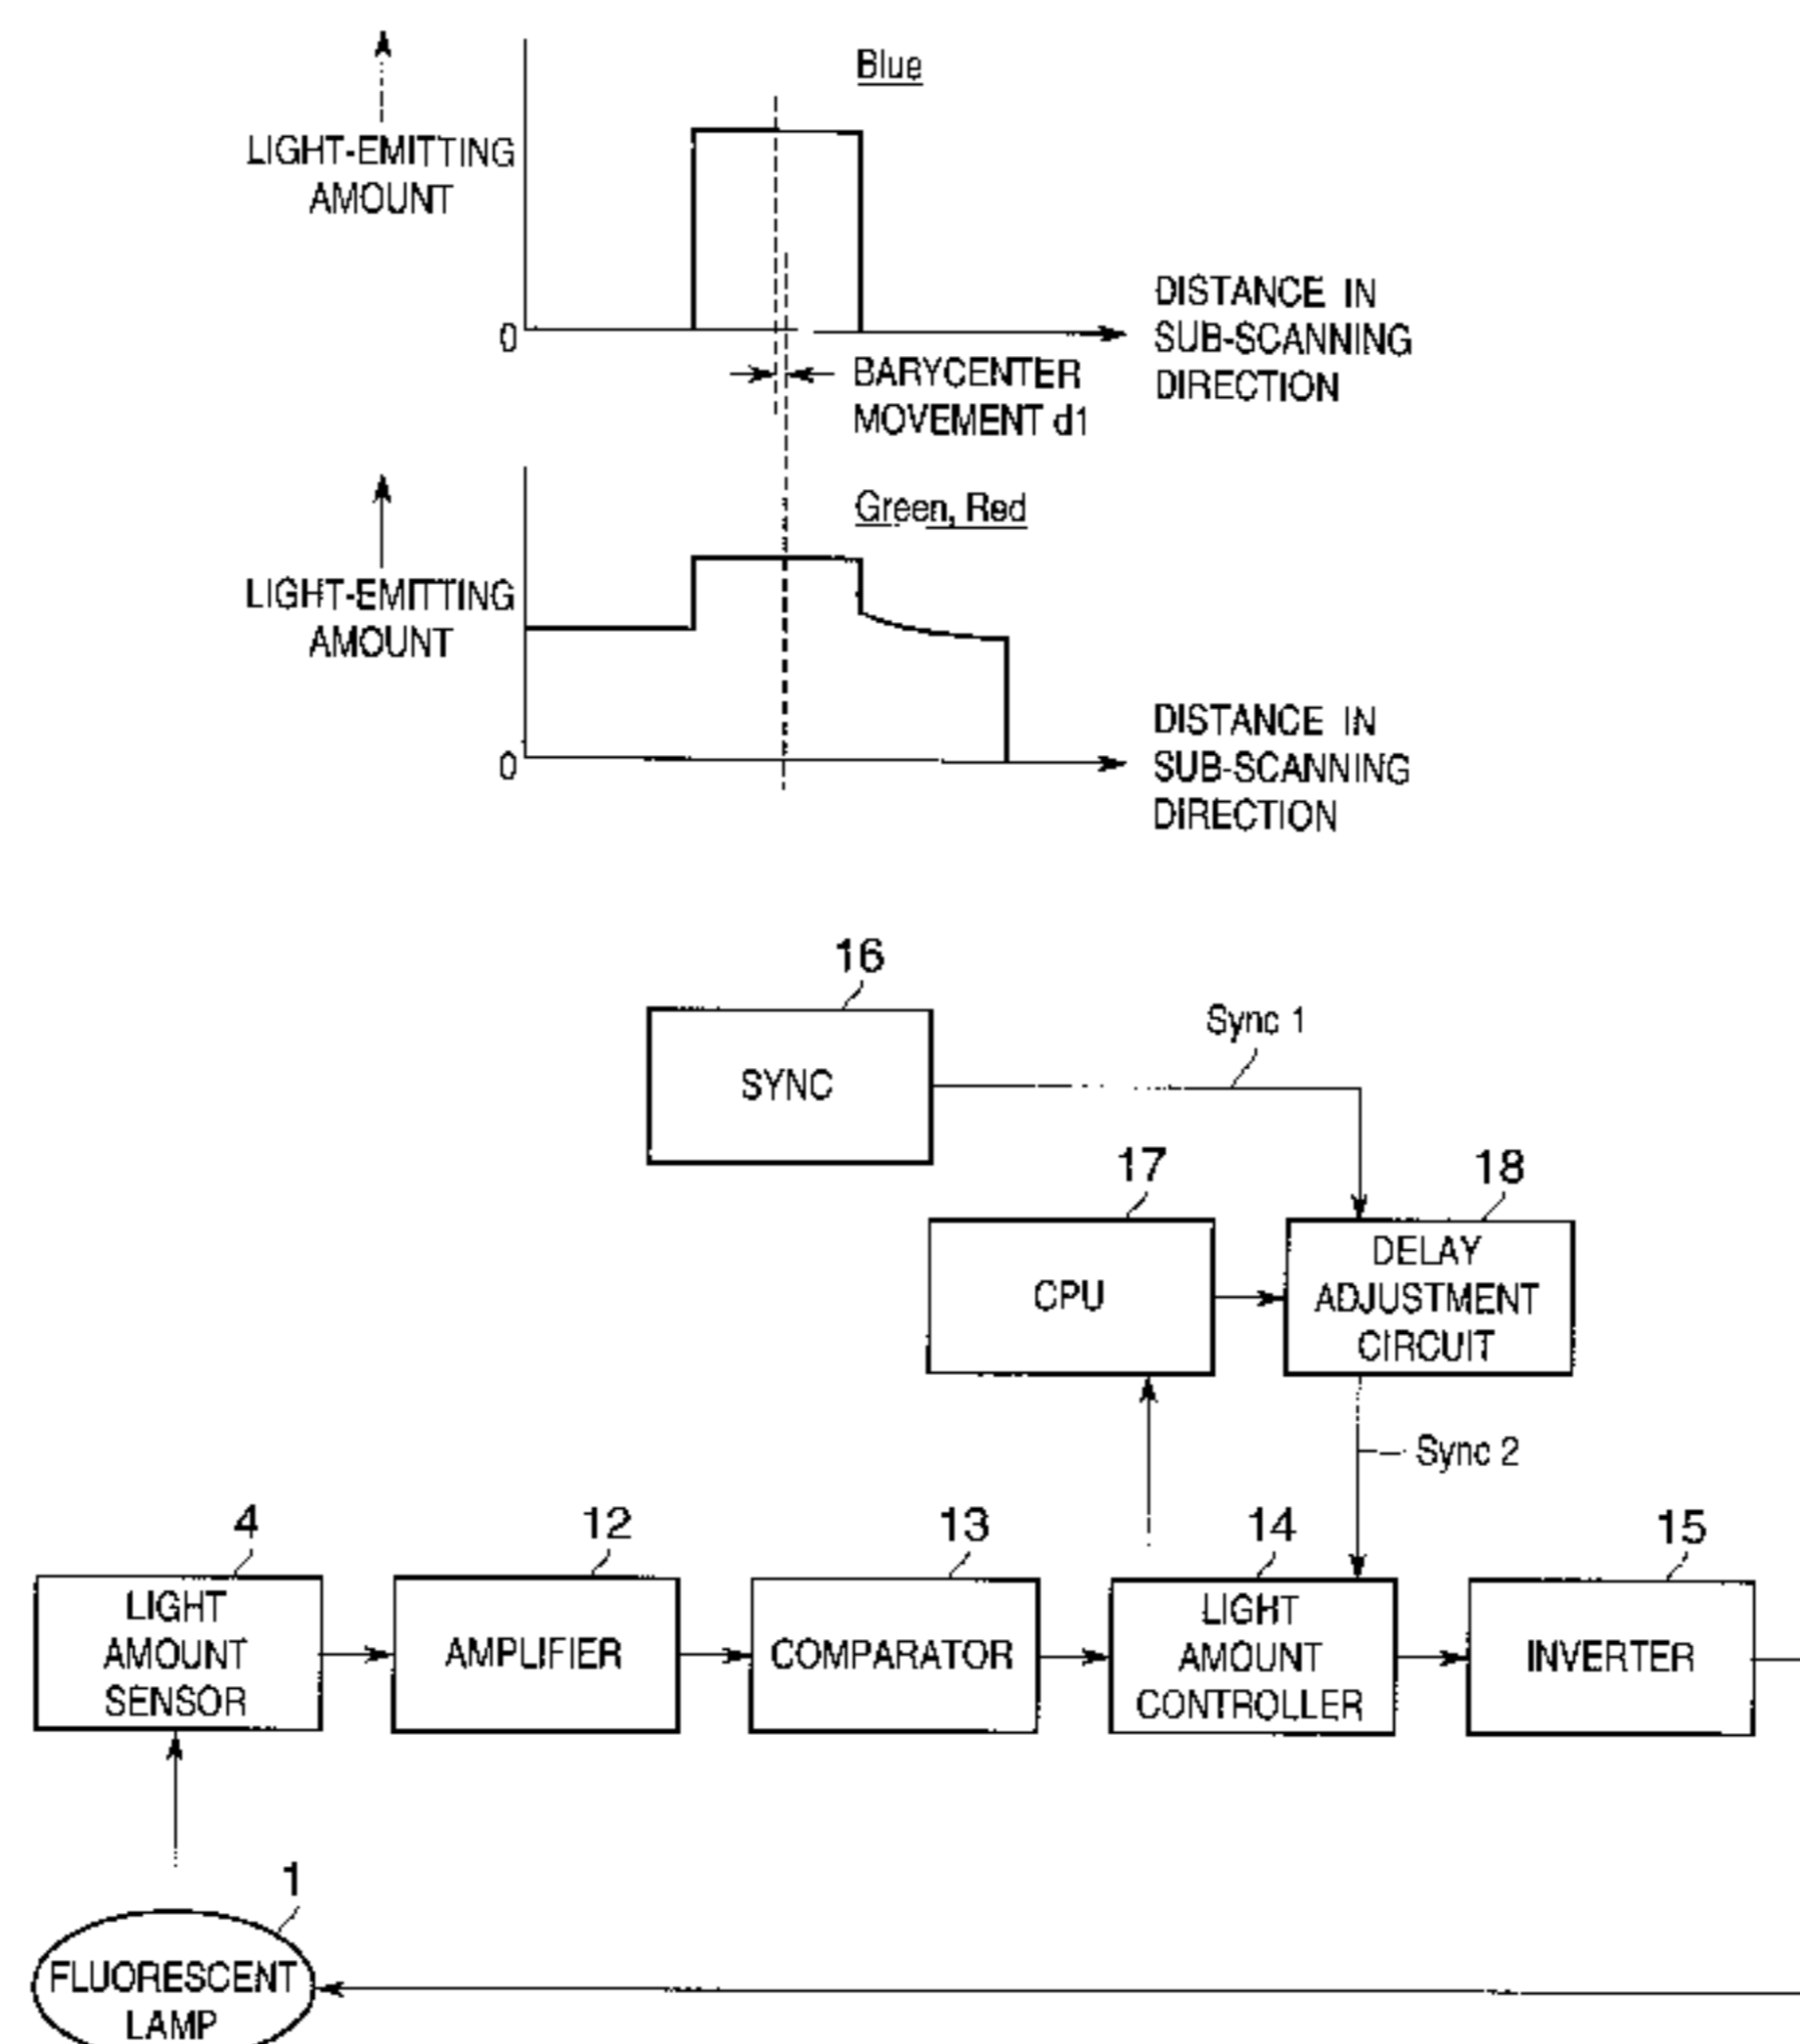 Blue
LIGHT-EMITTING
AMOUNT
0
DISTANCE IN
SUB-SCANNING
DIRECTION
BARYCENTER
MOVEMENT d1
Green, Red
LIGHT-EMITTING
AMOUNT
0
DISTANCE IN
SUB-SCANNING
DIRECTION
16
SYNC
Sync 1
17
CPU
18
DELAY
ADJUSTMENT
CIRCUIT
Sync 2
4
LIGHT
AMOUNT
SENSOR
12
AMPLIFIER
13
COMPARATOR
14
LIGHT
AMOUNT
CONTROLLER
15
INVERTER
1
FLUORESCENT
LAMP